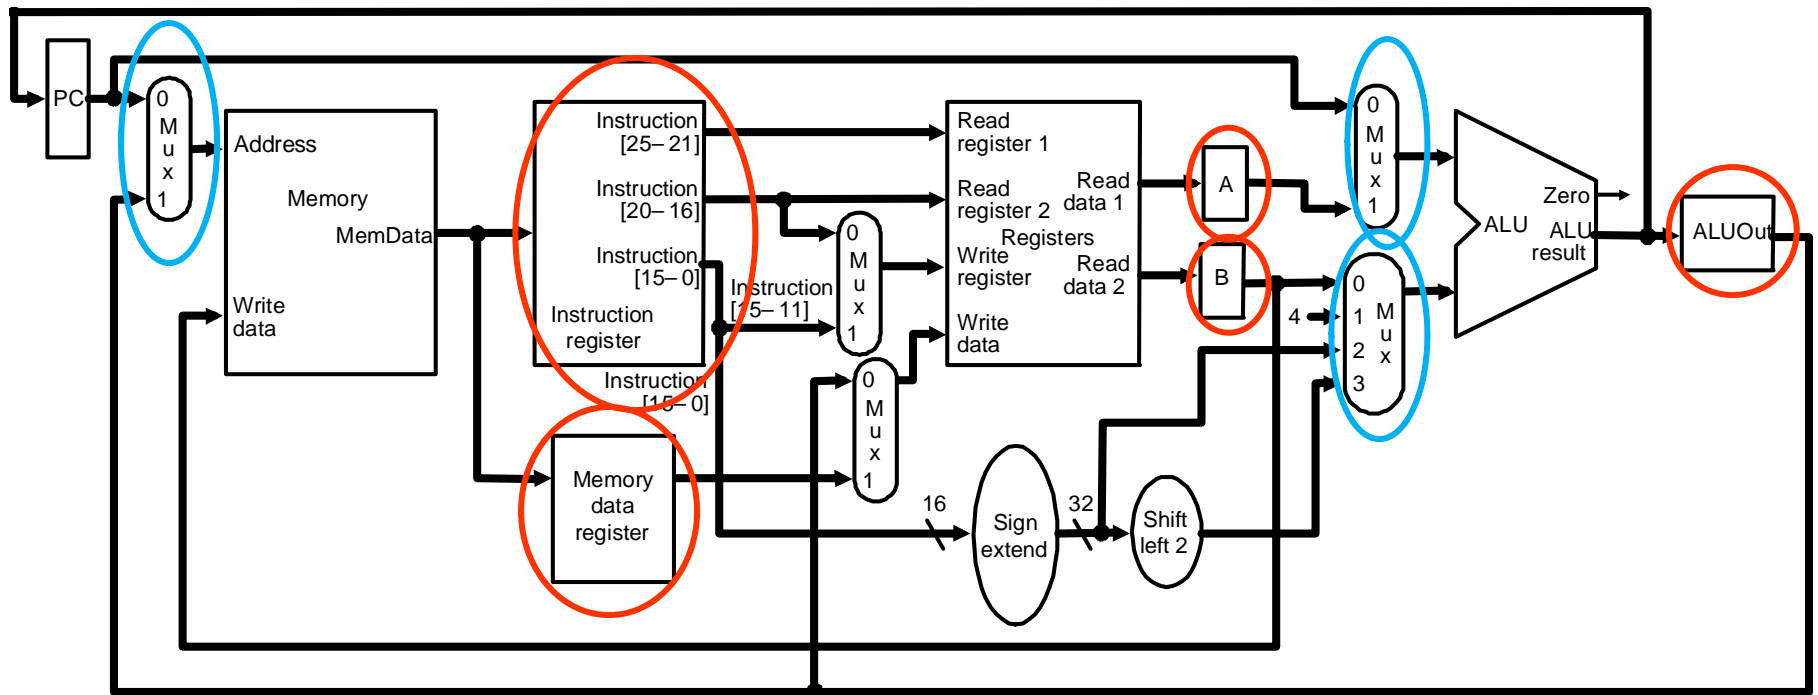 PC
0
M
u
x
1
Address
Memory
MemData
Write
data
Instruction
[25–21]
Instruction
[20–16]
Instruction
[15–0]
Instruction
register
Instruction
[15–11]
Instruction
[15–0]
Memory
data
register
0
M
u
x
1
0
M
u
x
1
16
Sign
extend
32
Shift
left 2
Read
register 1
Read
register 2
Registers
Write
register
Write
data
Read
data 1
Read
data 2
A
B
4
0
M
u
x
1
0
1
2
3
M
u
x
Zero
ALU
ALU
result
ALUOut